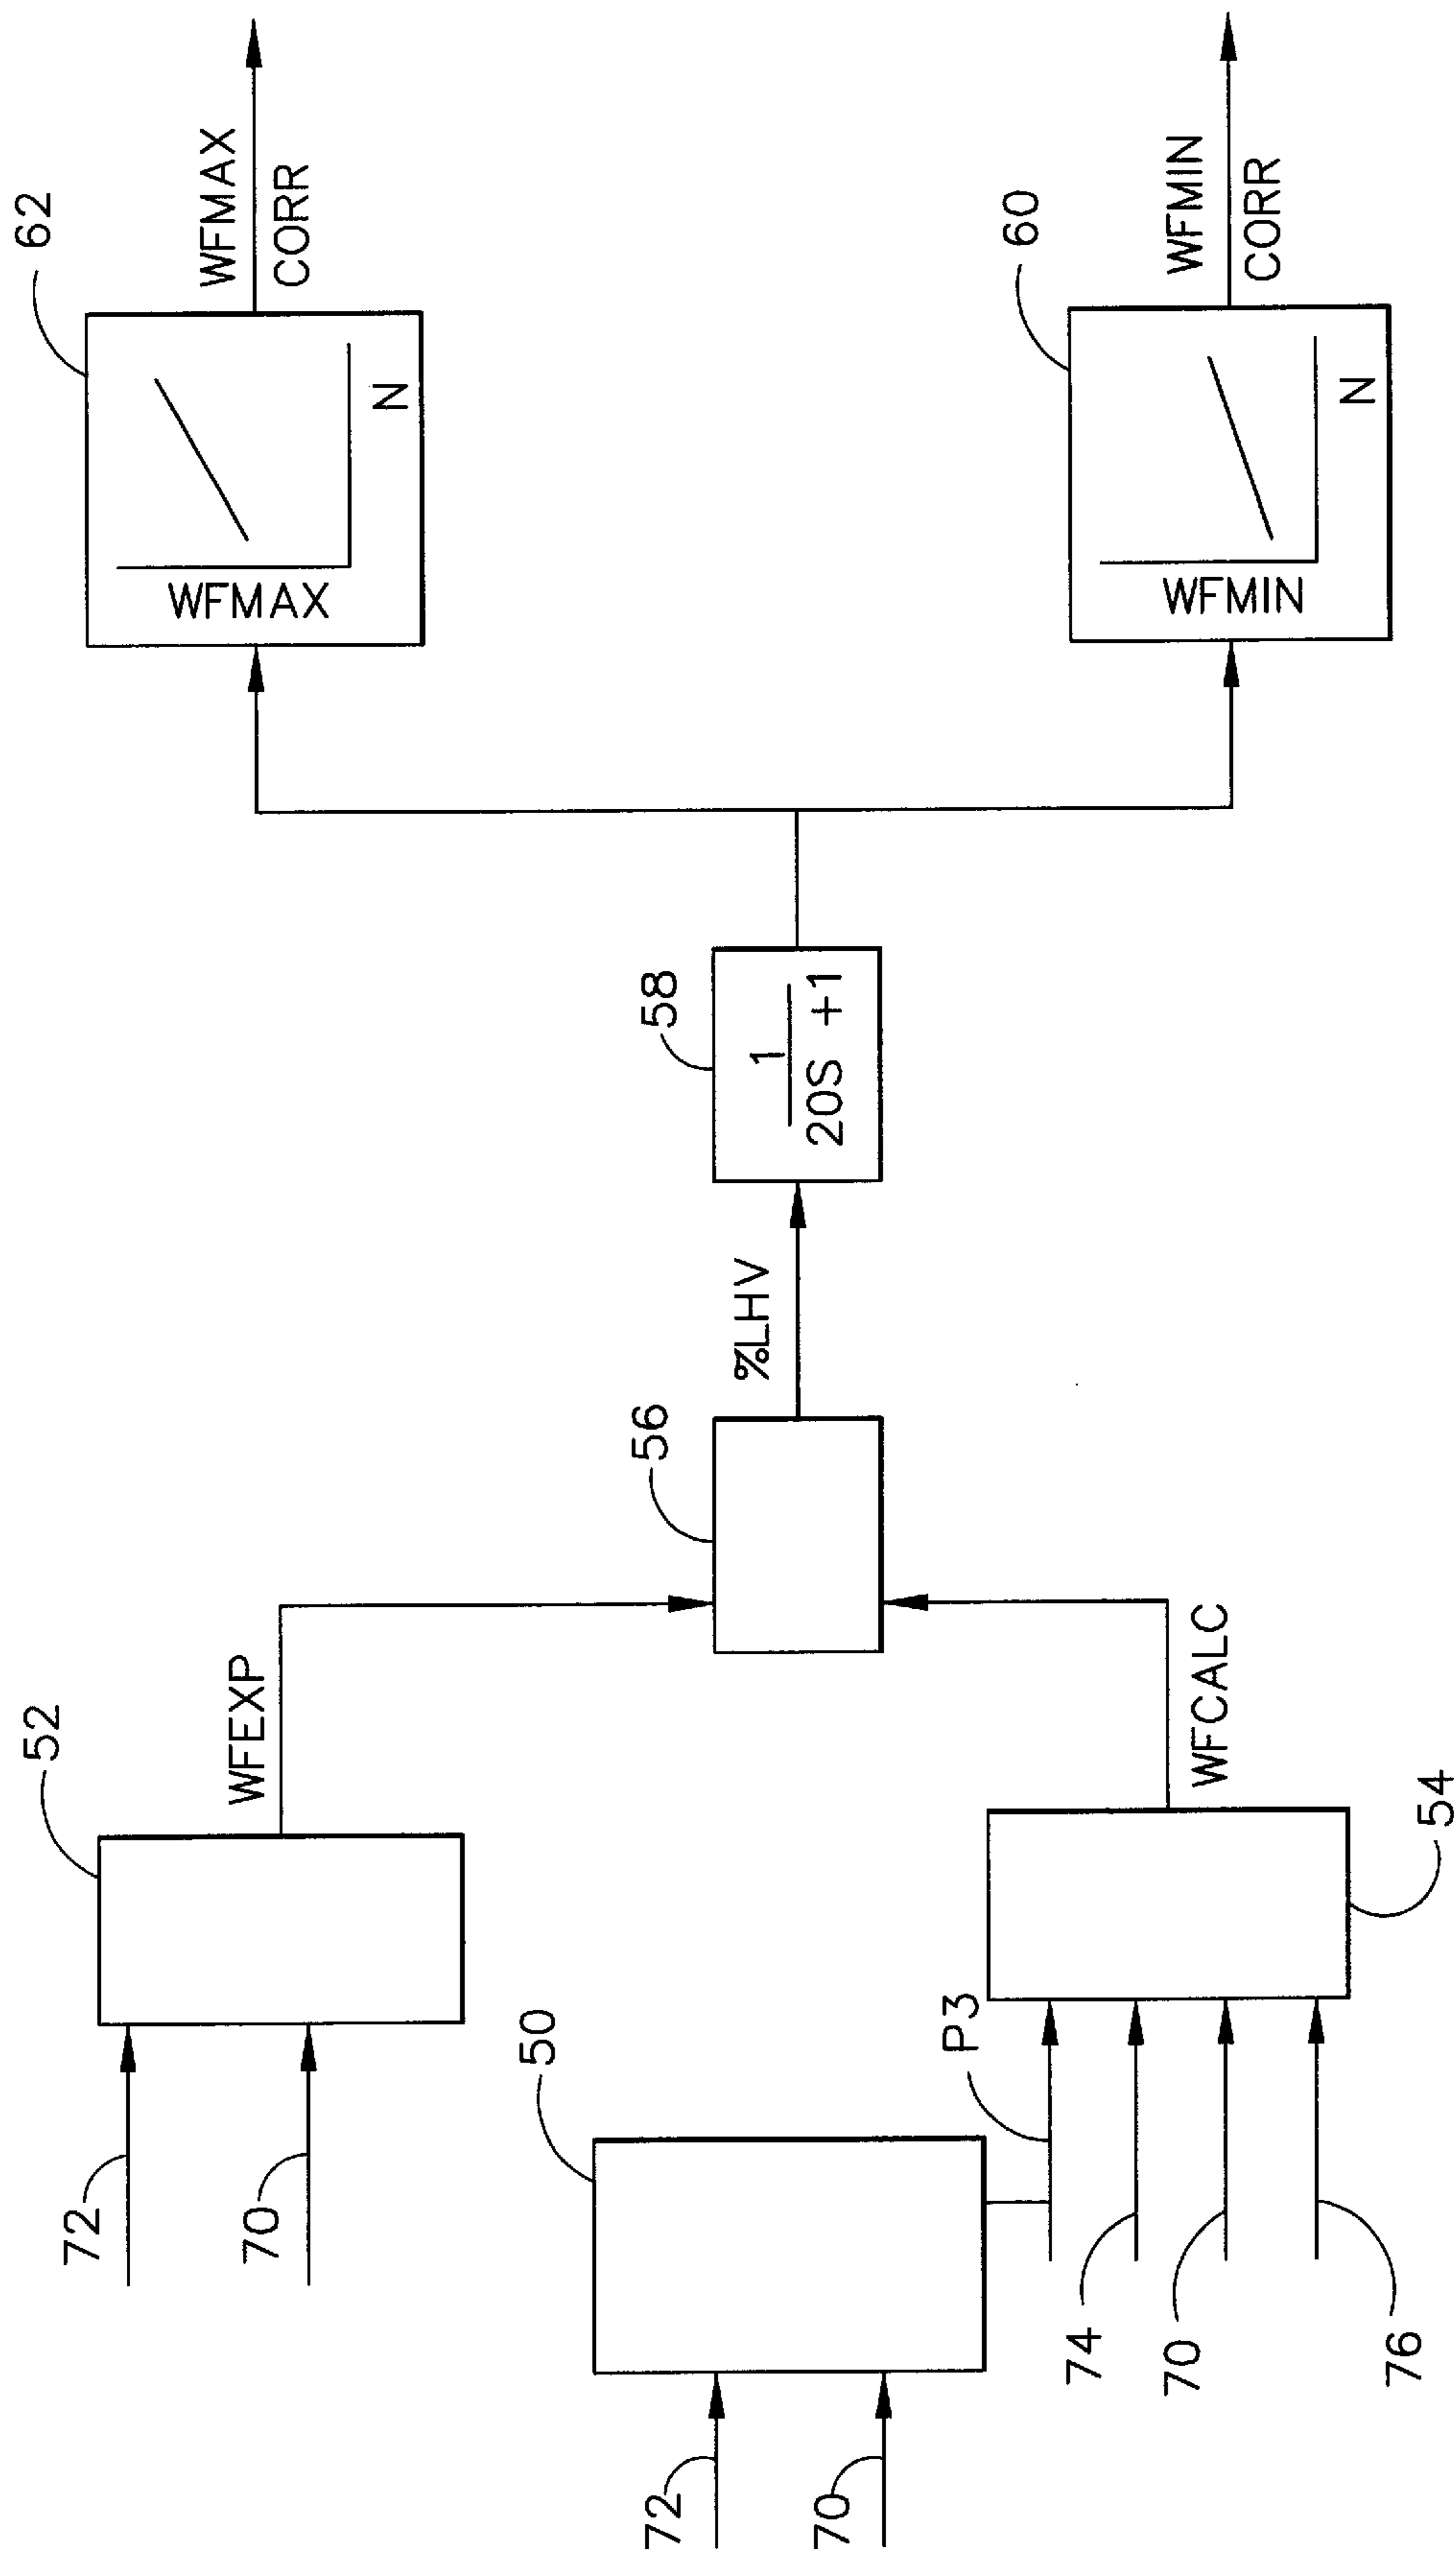 62
WFMAX
CORR
WFMAX
N
60
WFMIN
CORR
WFMIN
N
58
1
20S +1
%LHV
56
52
WFEXP
72
70
50
72
70
P3
WFCALC
54
74
70
76